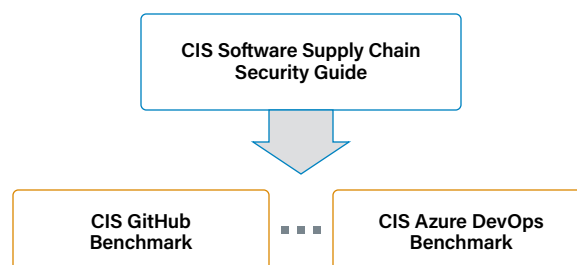 CIS Software Supply Chain
Security Guide
CIS GitHub
Benchmark
CIS Azure DevOps
Benchmark